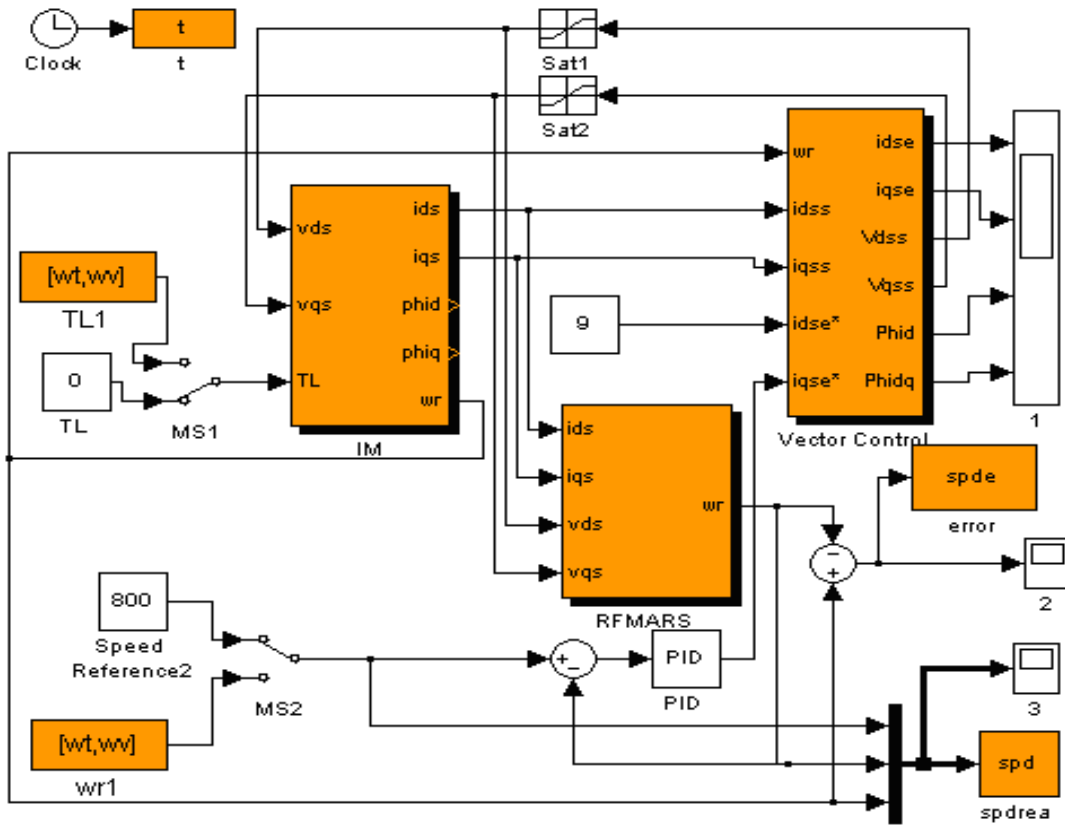 t
Clock
t
Sat1
Sat2
wr
idss
iqss
idse*
iqse*
idse
iqse
Vdss
Vqss
Phid
Phidq
Vector Control
1
vds
vqs
TL
ids
iqs
phid
phiq
wr
IM
[wt,wv]
TL1
0
TL
MS1
9
ids
iqs
vds
vqs
wr
RFMARS
spde
error
−
+
2
800
Speed
Reference2
MS2
+
−
PID
PID
3
[wt,wv]
wr1
spd
spdrea